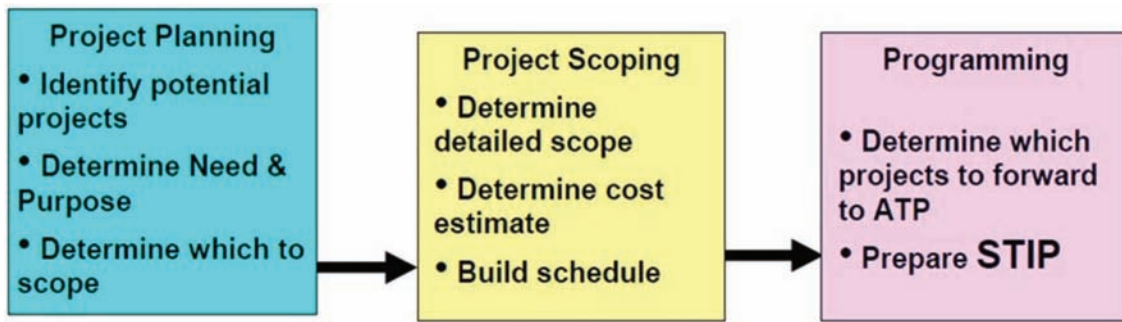 Project Planning
• Identify potential
projects
• Determine Need &
Purpose
• Determine which to
scope
Project Scoping
• Determine
detailed scope
• Determine cost
estimate
• Build schedule
Programming
• Determine which
projects to forward
to ATP
• Prepare STIP